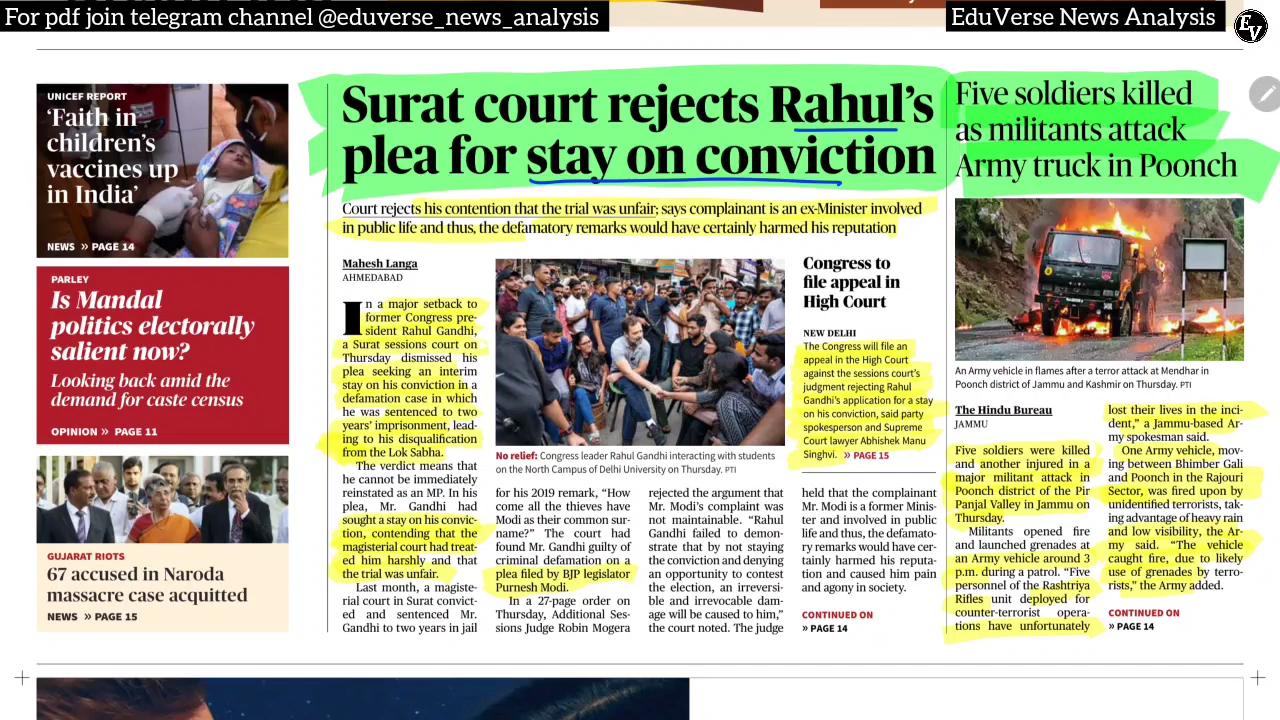 For pdf join telegram channel @eduverse_news_analysis
EduVerse News Analysis
EV
UNICEF REPORT
‘Faith in
children’s
vaccines up
in India’
NEWS » PAGE 14
PARLEY
Is Mandal
politics electorally
salient now?
Looking back amid the
demand for caste census
OPINION » PAGE 11
GUJARAT RIOTS
67 accused in Naroda
massacre case acquitted
NEWS » PAGE 15
Surat court rejects Rahul’s
plea for stay on conviction
Court rejects his contention that the trial was unfair; says complainant is an ex-Minister involved
in public life and thus, the defamatory remarks would have certainly harmed his reputation
Mahesh Langa
AHMEDABAD
In a major setback to
former Congress pre-
sident Rahul Gandhi,
a Surat sessions court on
Thursday dismissed his
plea seeking an interim
stay on his conviction in a
defamation case in which
he was sentenced to two
years’ imprisonment, lead-
ing to his disqualification
from the Lok Sabha.
The verdict means that
he cannot be immediately
reinstated as an MP. In his
plea, Mr. Gandhi had
sought a stay on his convic-
tion, contending that the
magisterial court had treat-
ed him harshly and that
the trial was unfair.
Last month, a magiste-
rial court in Surat convict-
ed and sentenced Mr.
Gandhi to two years in jail
No relief: Congress leader Rahul Gandhi interacting with students
on the North Campus of Delhi University on Thursday. PTI
for his 2019 remark, “How
come all the thieves have
Modi as their common sur-
name?” The court had
found Mr. Gandhi guilty of
criminal defamation on a
plea filed by BJP legislator
Purnesh Modi.
In a 27-page order on
Thursday, Additional Ses-
sions Judge Robin Mogera
rejected the argument that
Mr. Modi’s complaint was
not maintainable. “Rahul
Gandhi failed to demon-
strate that by not staying
the conviction and denying
an opportunity to contest
the election, an irreversi-
ble and irrevocable dam-
age will be caused to him,”
the court noted. The judge
Congress to
file appeal in
High Court
NEW DELHI
The Congress will file an
appeal in the High Court
against the sessions court’s
judgment rejecting Rahul
Gandhi’s application for a stay
on his conviction, said party
spokesperson and Supreme
Court lawyer Abhishek Manu
Singhvi. » PAGE 15
held that the complainant
Mr. Modi is a former Minis-
ter and involved in public
life and thus, the defamato-
ry remarks would have cer-
tainly harmed his reputa-
tion and caused him pain
and agony in society.
CONTINUED ON
» PAGE 14
Five soldiers killed
as militants attack
Army truck in Poonch
An Army vehicle in flames after a terror attack at Mendhar in
Poonch district of Jammu and Kashmir on Thursday. PTI
The Hindu Bureau
JAMMU
Five soldiers were killed
and another injured in a
major militant attack in
Poonch district of the Pir
Panjal Valley in Jammu on
Thursday.
Militants opened fire
and launched grenades at
an Army vehicle around 3
p.m. during a patrol. “Five
personnel of the Rashtriya
Rifles unit deployed for
counter-terrorist opera-
tions have unfortunately
lost their lives in the inci-
dent,” a Jammu-based Ar-
my spokesman said.
One Army vehicle, mov-
ing between Bhimber Gali
and Poonch in the Rajouri
Sector, was fired upon by
unidentified terrorists, tak-
ing advantage of heavy rain
and low visibility, the Ar-
my said. “The vehicle
caught fire, due to likely
use of grenades by terro-
rists,” the Army added.
CONTINUED ON
» PAGE 14